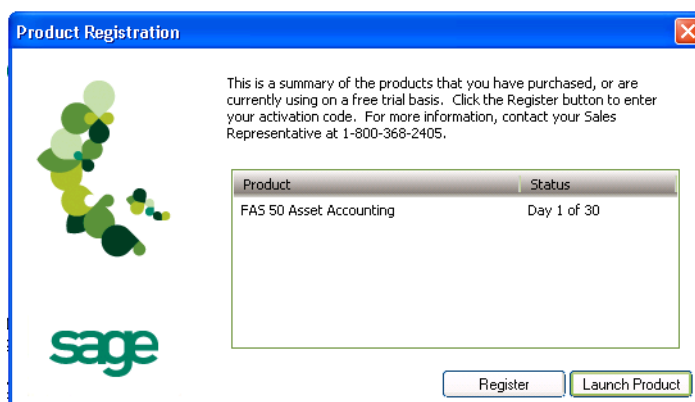 Product Registration
This is a summary of the products that you have purchased, or are
currently using on a free trial basis. Click the Register button to enter
your activation code. For more information, contact your Sales
Representative at 1-800-368-2405.
Product Status
FAS 50 Asset Accounting Day 1 of 30
sage
Register Launch Product